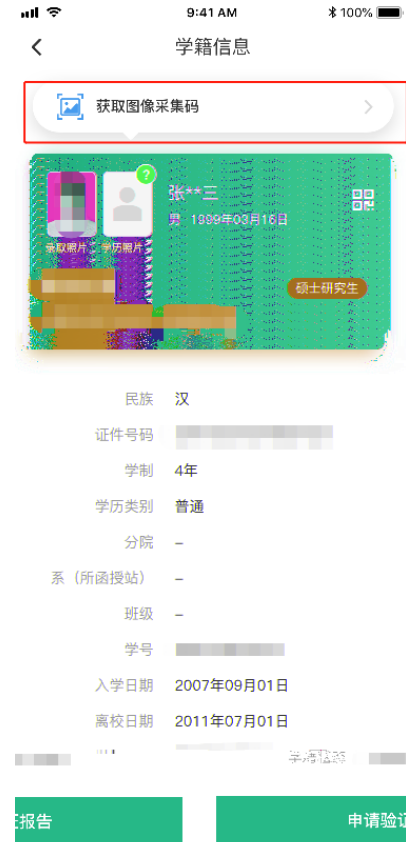 9:41 AM
100%
学籍信息
获取图像采集码
?
张**三
男 1999年03月16日
录取照片 学历照片
硕士研究生
民族 汉
证件号码
学制 4年
学历类别 普通
分院 –
系（所函授站） –
班级 –
学号
入学日期 2007年09月01日
离校日期 2011年07月01日
报告
申请验